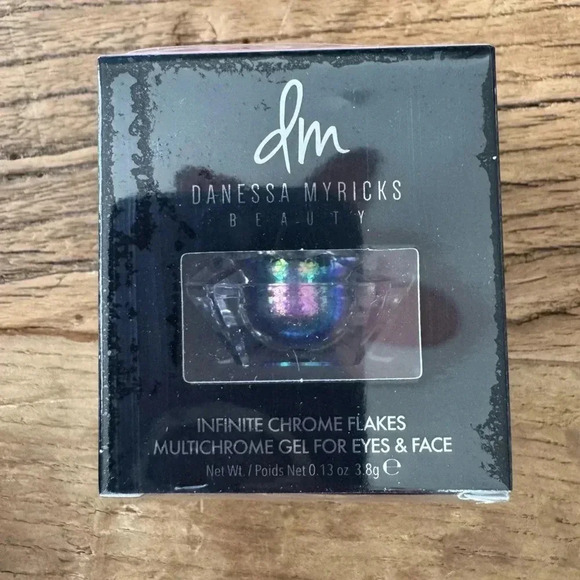 dm
DANESSA MYRICKS
BEAUTY
INFINITE CHROME FLAKES
MULTICHROME GEL FOR EYES & FACE
Net Wt. / Poids Net 0.13 oz 3.8g ℮